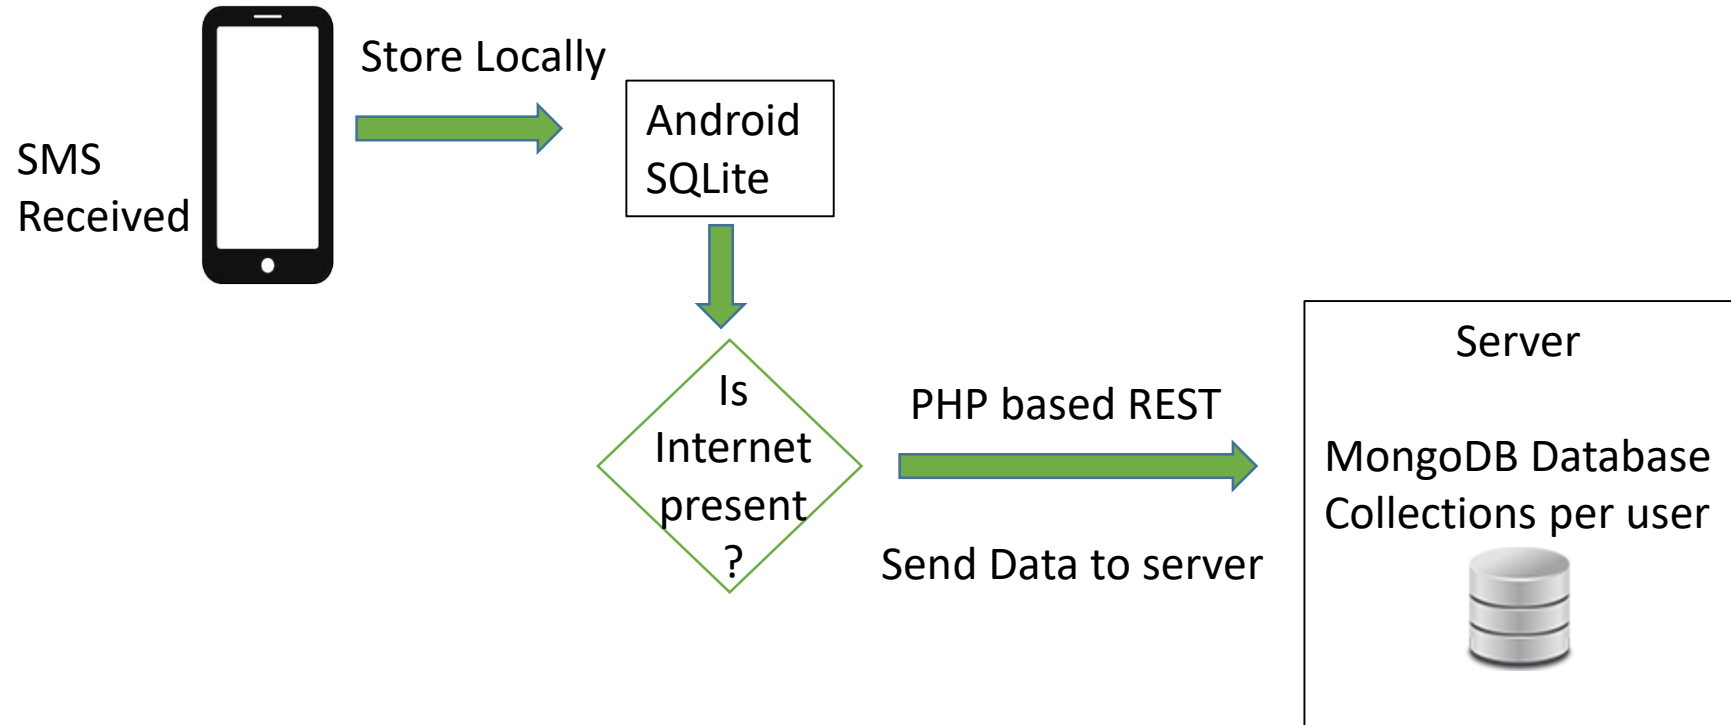 Store Locally
SMS
Received
Android
SQLite
Is
Internet
present
?
PHP based REST
Send Data to server
Server
MongoDB Database
Collections per user